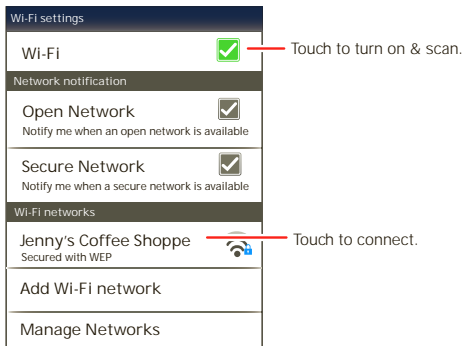 Wi-Fi settings
Wi-Fi
Touch to turn on & scan.
Network notification
Open Network
Notify me when an open network is available
Secure Network
Notify me when a secure network is available
Wi-Fi networks
Jenny's Coffee Shoppe
Touch to connect.
Secured with WEP
Add Wi-Fi network
Manage Networks